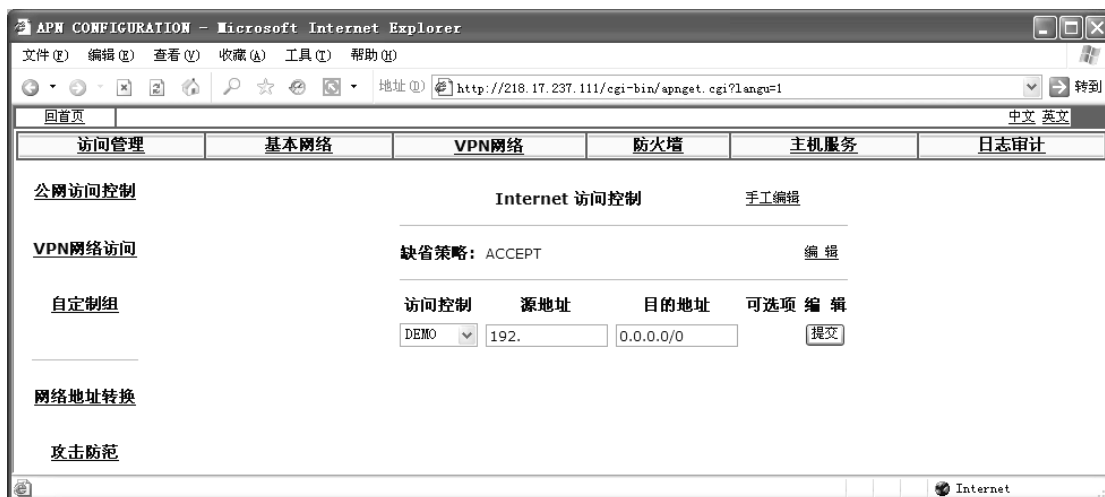 APN CONFIGURATION - Microsoft Internet Explorer
文件(F) 编辑(E) 查看(V) 收藏(A) 工具(T) 帮助(H)
地址(D) http://218.17.237.111/cgi-bin/apnget.cgi?langu=1 转到
回首页 中文 英文
访问管理 基本网络 VPN网络 防火墙 主机服务 日志审计
公网访问控制 Internet 访问控制 手工编辑
VPN网络访问 缺省策略: ACCEPT 编 辑
自定制组 访问控制 源地址 目的地址 可选项 编 辑
DEMO 192. 0.0.0.0/0 提交
网络地址转换
攻击防范
Internet